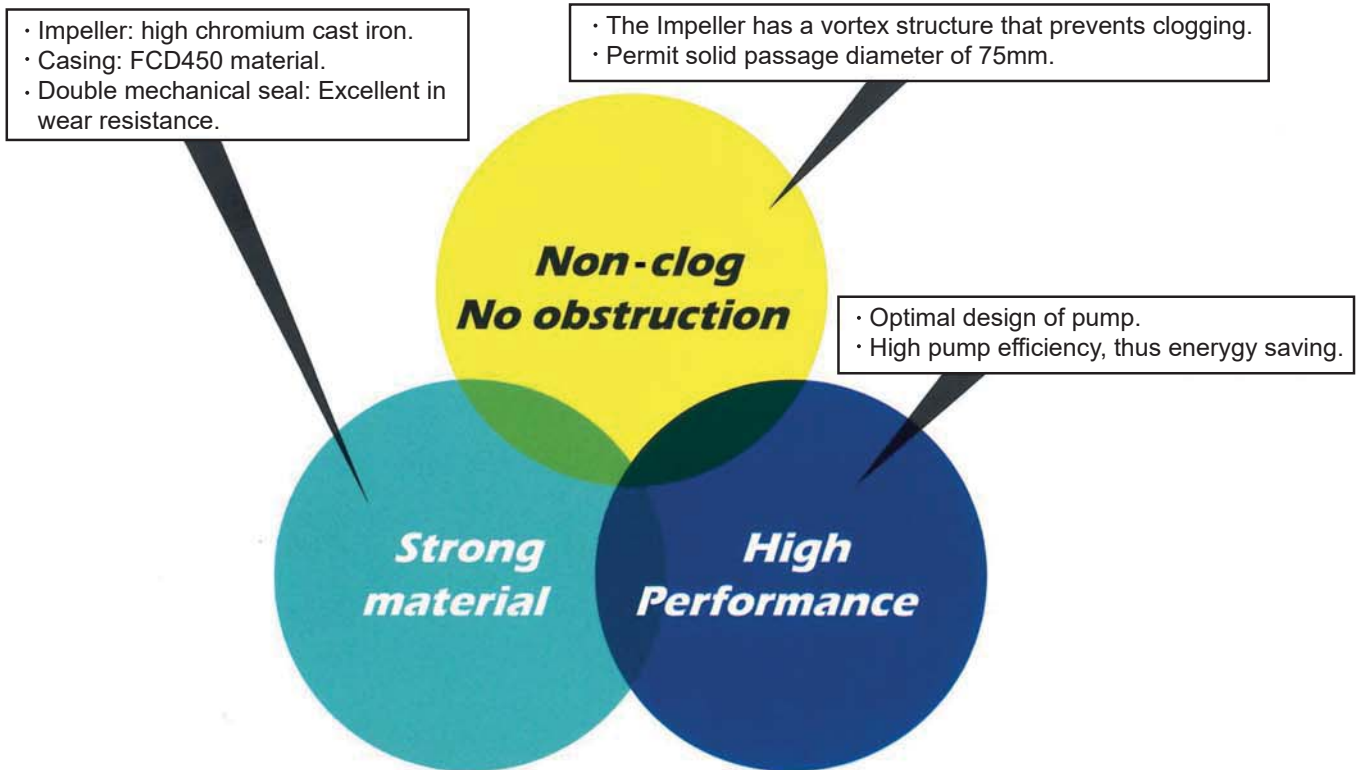 · Impeller: high chromium cast iron.
· Casing: FCD450 material.
· Double mechanical seal: Excellent in
wear resistance.
· The Impeller has a vortex structure that prevents clogging.
· Permit solid passage diameter of 75mm.
Non-clog
No obstruction
· Optimal design of pump.
· High pump efficiency, thus enerygy saving.
Strong
material
High
Performance